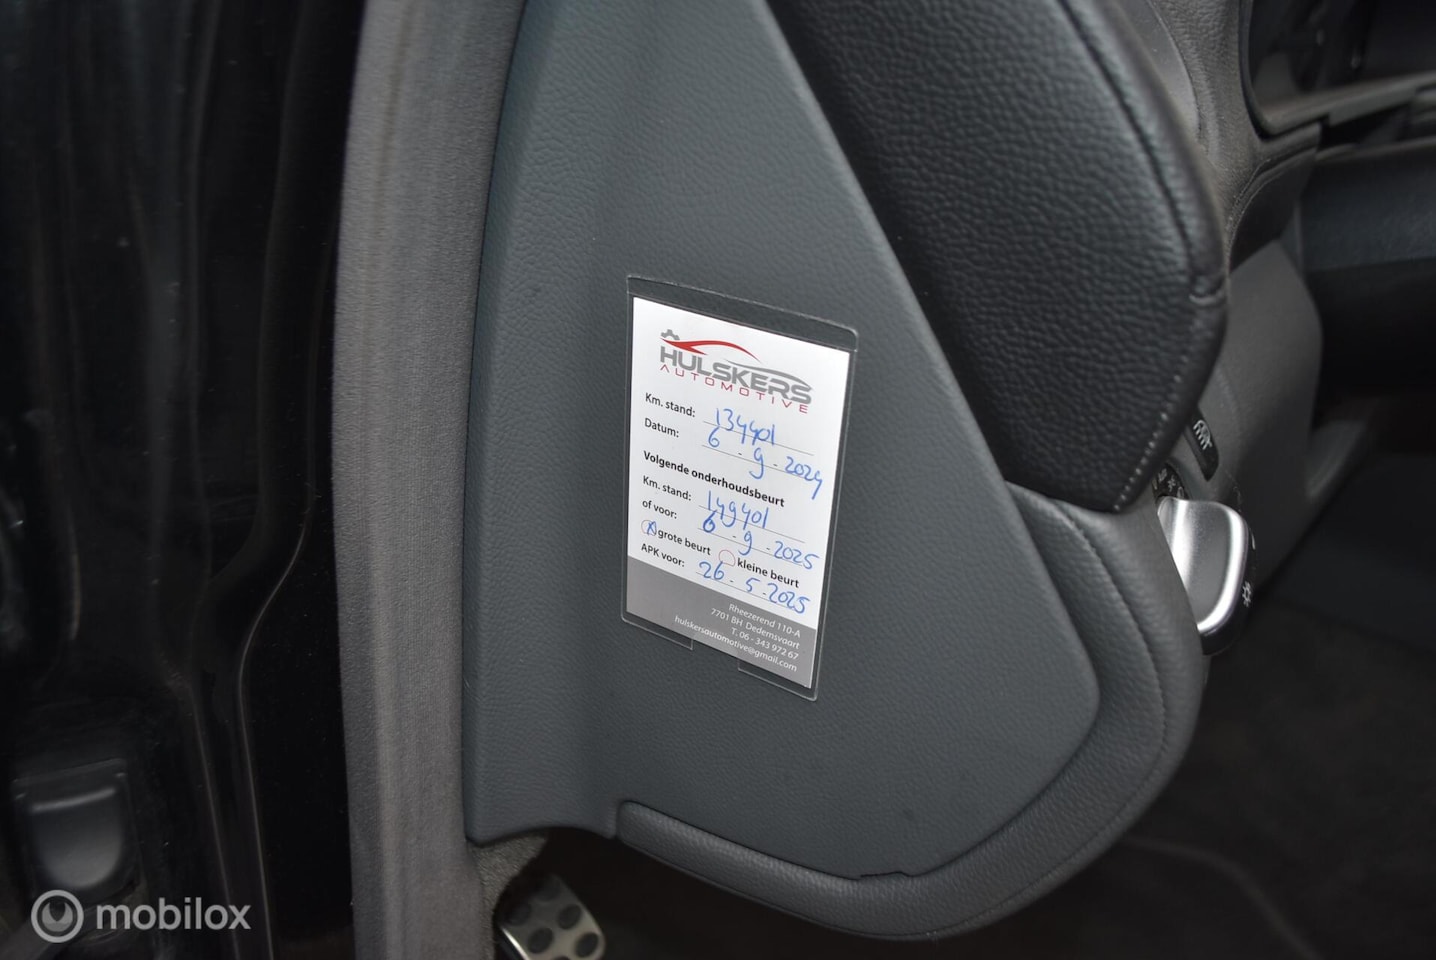 HULSKERS
AUTOMOTIVE
Km. stand: 134401
Datum: 6 - 9 - 2024
Volgende onderhoudsbeurt
Km. stand: 149401
of voor: 6 - 9 - 2025
X grote beurt kleine beurt
APK voor: 26 - 5 - 2025
Rheezerend 110-A
7701 BH Dedemsvaart
T. 06 - 343 972 67
hulskersautomotive@gmail.com
mobilox